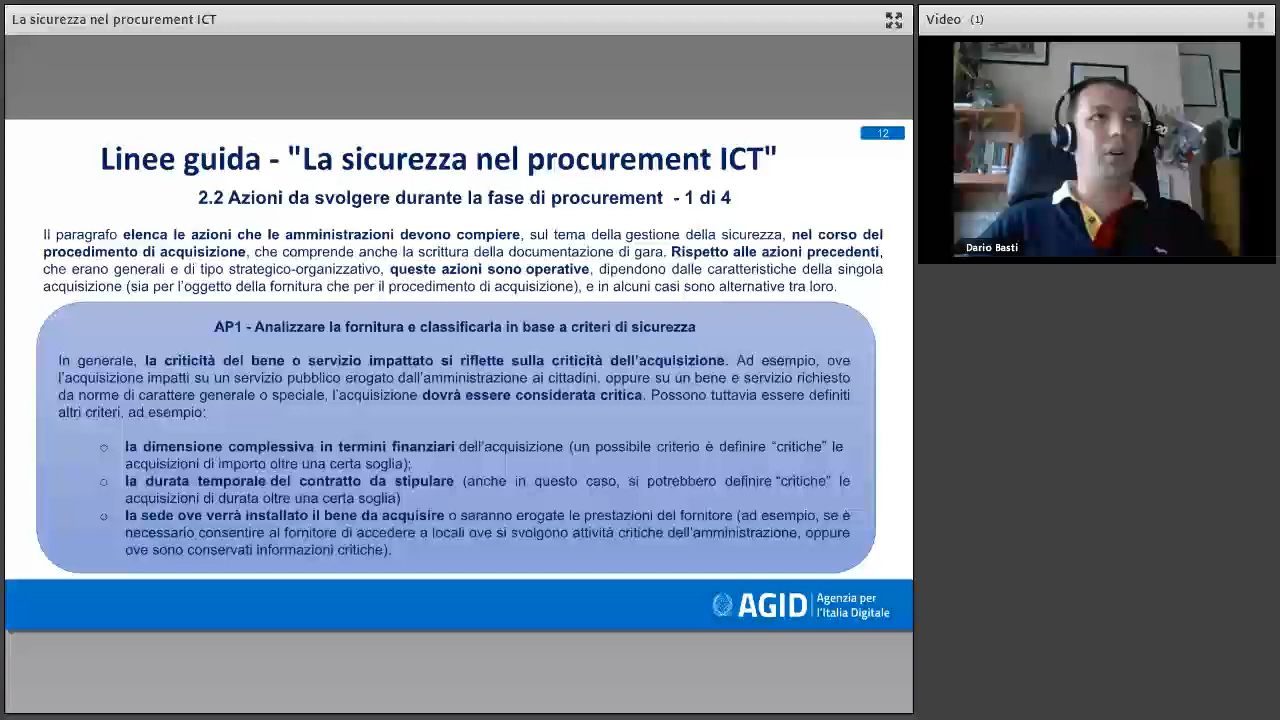 La sicurezza nel procurement ICT
Video (1)
Dario Basti
12
Linee guida - "La sicurezza nel procurement ICT"
2.2 Azioni da svolgere durante la fase di procurement - 1 di 4
Il paragrafo elenca le azioni che le amministrazioni devono compiere, sul tema della gestione della sicurezza, nel corso del
procedimento di acquisizione, che comprende anche la scrittura della documentazione di gara. Rispetto alle azioni precedenti,
che erano generali e di tipo strategico-organizzativo, queste azioni sono operative, dipendono dalle caratteristiche della singola
acquisizione (sia per l'oggetto della fornitura che per il procedimento di acquisizione), e in alcuni casi sono alternative tra loro.
AP1 - Analizzare la fornitura e classificarla in base a criteri di sicurezza
In generale, la criticità del bene o servizio impattato si riflette sulla criticità dell'acquisizione. Ad esempio, ove
l'acquisizione impatti su un servizio pubblico erogato dall'amministrazione ai cittadini, oppure su un bene e servizio richiesto
da norme di carattere generale o speciale, l'acquisizione dovrà essere considerata critica. Possono tuttavia essere definiti
altri criteri, ad esempio:
○ la dimensione complessiva in termini finanziari dell'acquisizione (un possibile criterio è definire “critiche” le
acquisizioni di importo oltre una certa soglia);
○ la durata temporale del contratto da stipulare (anche in questo caso, si potrebbero definire “critiche” le
acquisizioni di durata oltre una certa soglia)
○ la sede ove verrà installato il bene da acquisire o saranno erogate le prestazioni del fornitore (ad esempio, se è
necessario consentire al fornitore di accedere a locali ove si svolgono attività critiche dell'amministrazione, oppure
ove sono conservati informazioni critiche).
AGID
Agenzia per
l'Italia Digitale